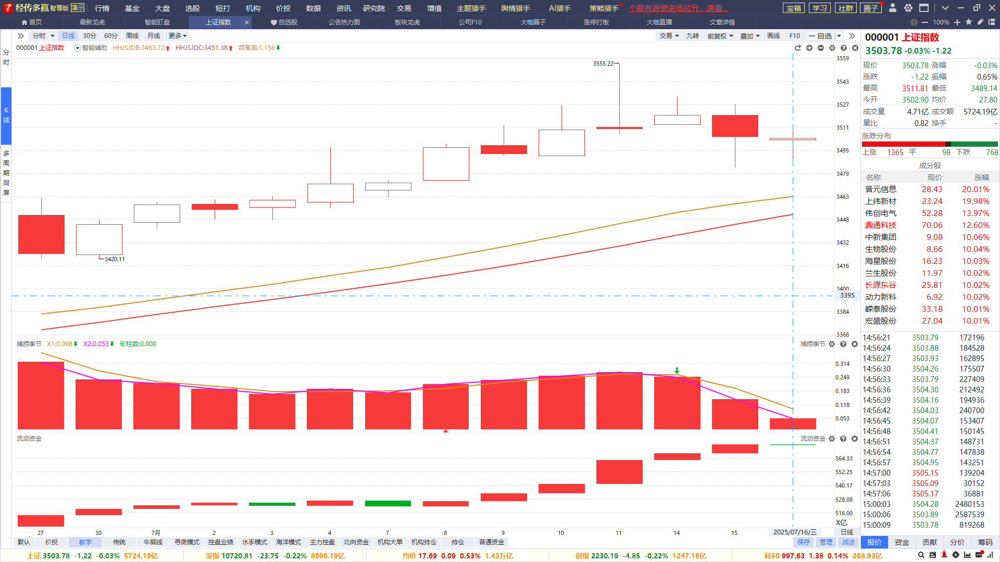 经传多赢 智尊版 演示 行情 基金 大盘 选股 短打 机构 价投 数据 资讯 研究院 交易 增值 主题猎手 舆情猎手 AI猎手 策略猎手 个股有游资进场拉升，速看... 宝箱 学习 社群 圈子
首页 最新龙虎 智能盯盘 上证指数 自选股 公告热力图 板块龙虎 公司F10 大咖圈子 涨停打板 大咖直播 文章详情 100%
分时 日线 30分 60分 周线 月线 更多 交易 九转 前复权 叠加 画线 F10 一 自选
000001 上证指数 智能辅助 HHJSJDB:3463.72 HHJSJDC:3451.38 乖离率:1.156
分时
K线
多周期同屏
3555.22
3420.11
3559
3543
3527
3511
3495
3479
3463
3448
3432
3416
3400
3395
3384
3368
捕捞季节 X1:0.098 X2:0.053 彩柱数:0.000 捕捞季节
0.314
0.249
0.183
0.118
0.053
流动资金 流动资金
564.33
552.25
540.17
528.08
516.00
X亿
27 30 7月 2 3 4 7 8 9 10 11 14 15 2025/07/16/三 日线
默认 价投 教学 传统 牛能线 寻底模式 控盘业绩 水手模式 海洋模式 主力控盘 北向资金 机构大单 机构持仓 持仓 普通资金 保存 管理 战法
000001 上证指数
3503.78 -0.03% -1.22
现价 3503.78 涨幅 -0.03%
涨跌 -1.22 振幅 0.65%
最高 3511.81 最低 3489.14
今开 3502.90 均价 27.80
成交量 4.71亿 成交额 5724.19亿
量比 0.82 换手 -
涨跌分布
上涨 1365 平 98 下跌 768
成分股
名称 现价 涨幅
普元信息 28.43 20.01%
上纬新材 23.24 19.98%
伟创电气 52.28 13.97%
鼎通科技 70.06 12.60%
中新集团 9.08 10.06%
生物股份 8.66 10.04%
海星股份 16.23 10.03%
兰生股份 11.97 10.02%
长源东谷 25.81 10.02%
动力新科 6.92 10.02%
嵘泰股份 33.18 10.01%
宏盛股份 27.04 10.01%
14:56:21 3503.79 172196
14:56:24 3503.88 184528
14:56:27 3503.93 162895
14:56:30 3504.26 175507
14:56:33 3503.79 227409
14:56:36 3504.30 212492
14:56:39 3504.16 194936
14:56:42 3504.03 240700
14:56:45 3504.07 153407
14:56:48 3504.41 150145
14:56:51 3504.37 148731
14:56:54 3504.77 147838
14:56:57 3504.95 143251
14:57:00 3505.15 139204
14:57:03 3505.09 30152
14:57:06 3505.17 36881
15:00:03 3504.28 2480153
15:00:06 3503.89 2587539
15:00:09 3503.78 819268
报价 资金 贡献 分价 筹码
上证 3503.78 -1.22 -0.03% 5724.19亿 深指 10720.81 -23.75 -0.22% 8696.19亿 均价 17.69 0.09 0.53% 1.43万亿 创指 2230.19 -4.85 -0.22% 1247.16亿 科50 997.63 1.38 0.14% 268.93亿